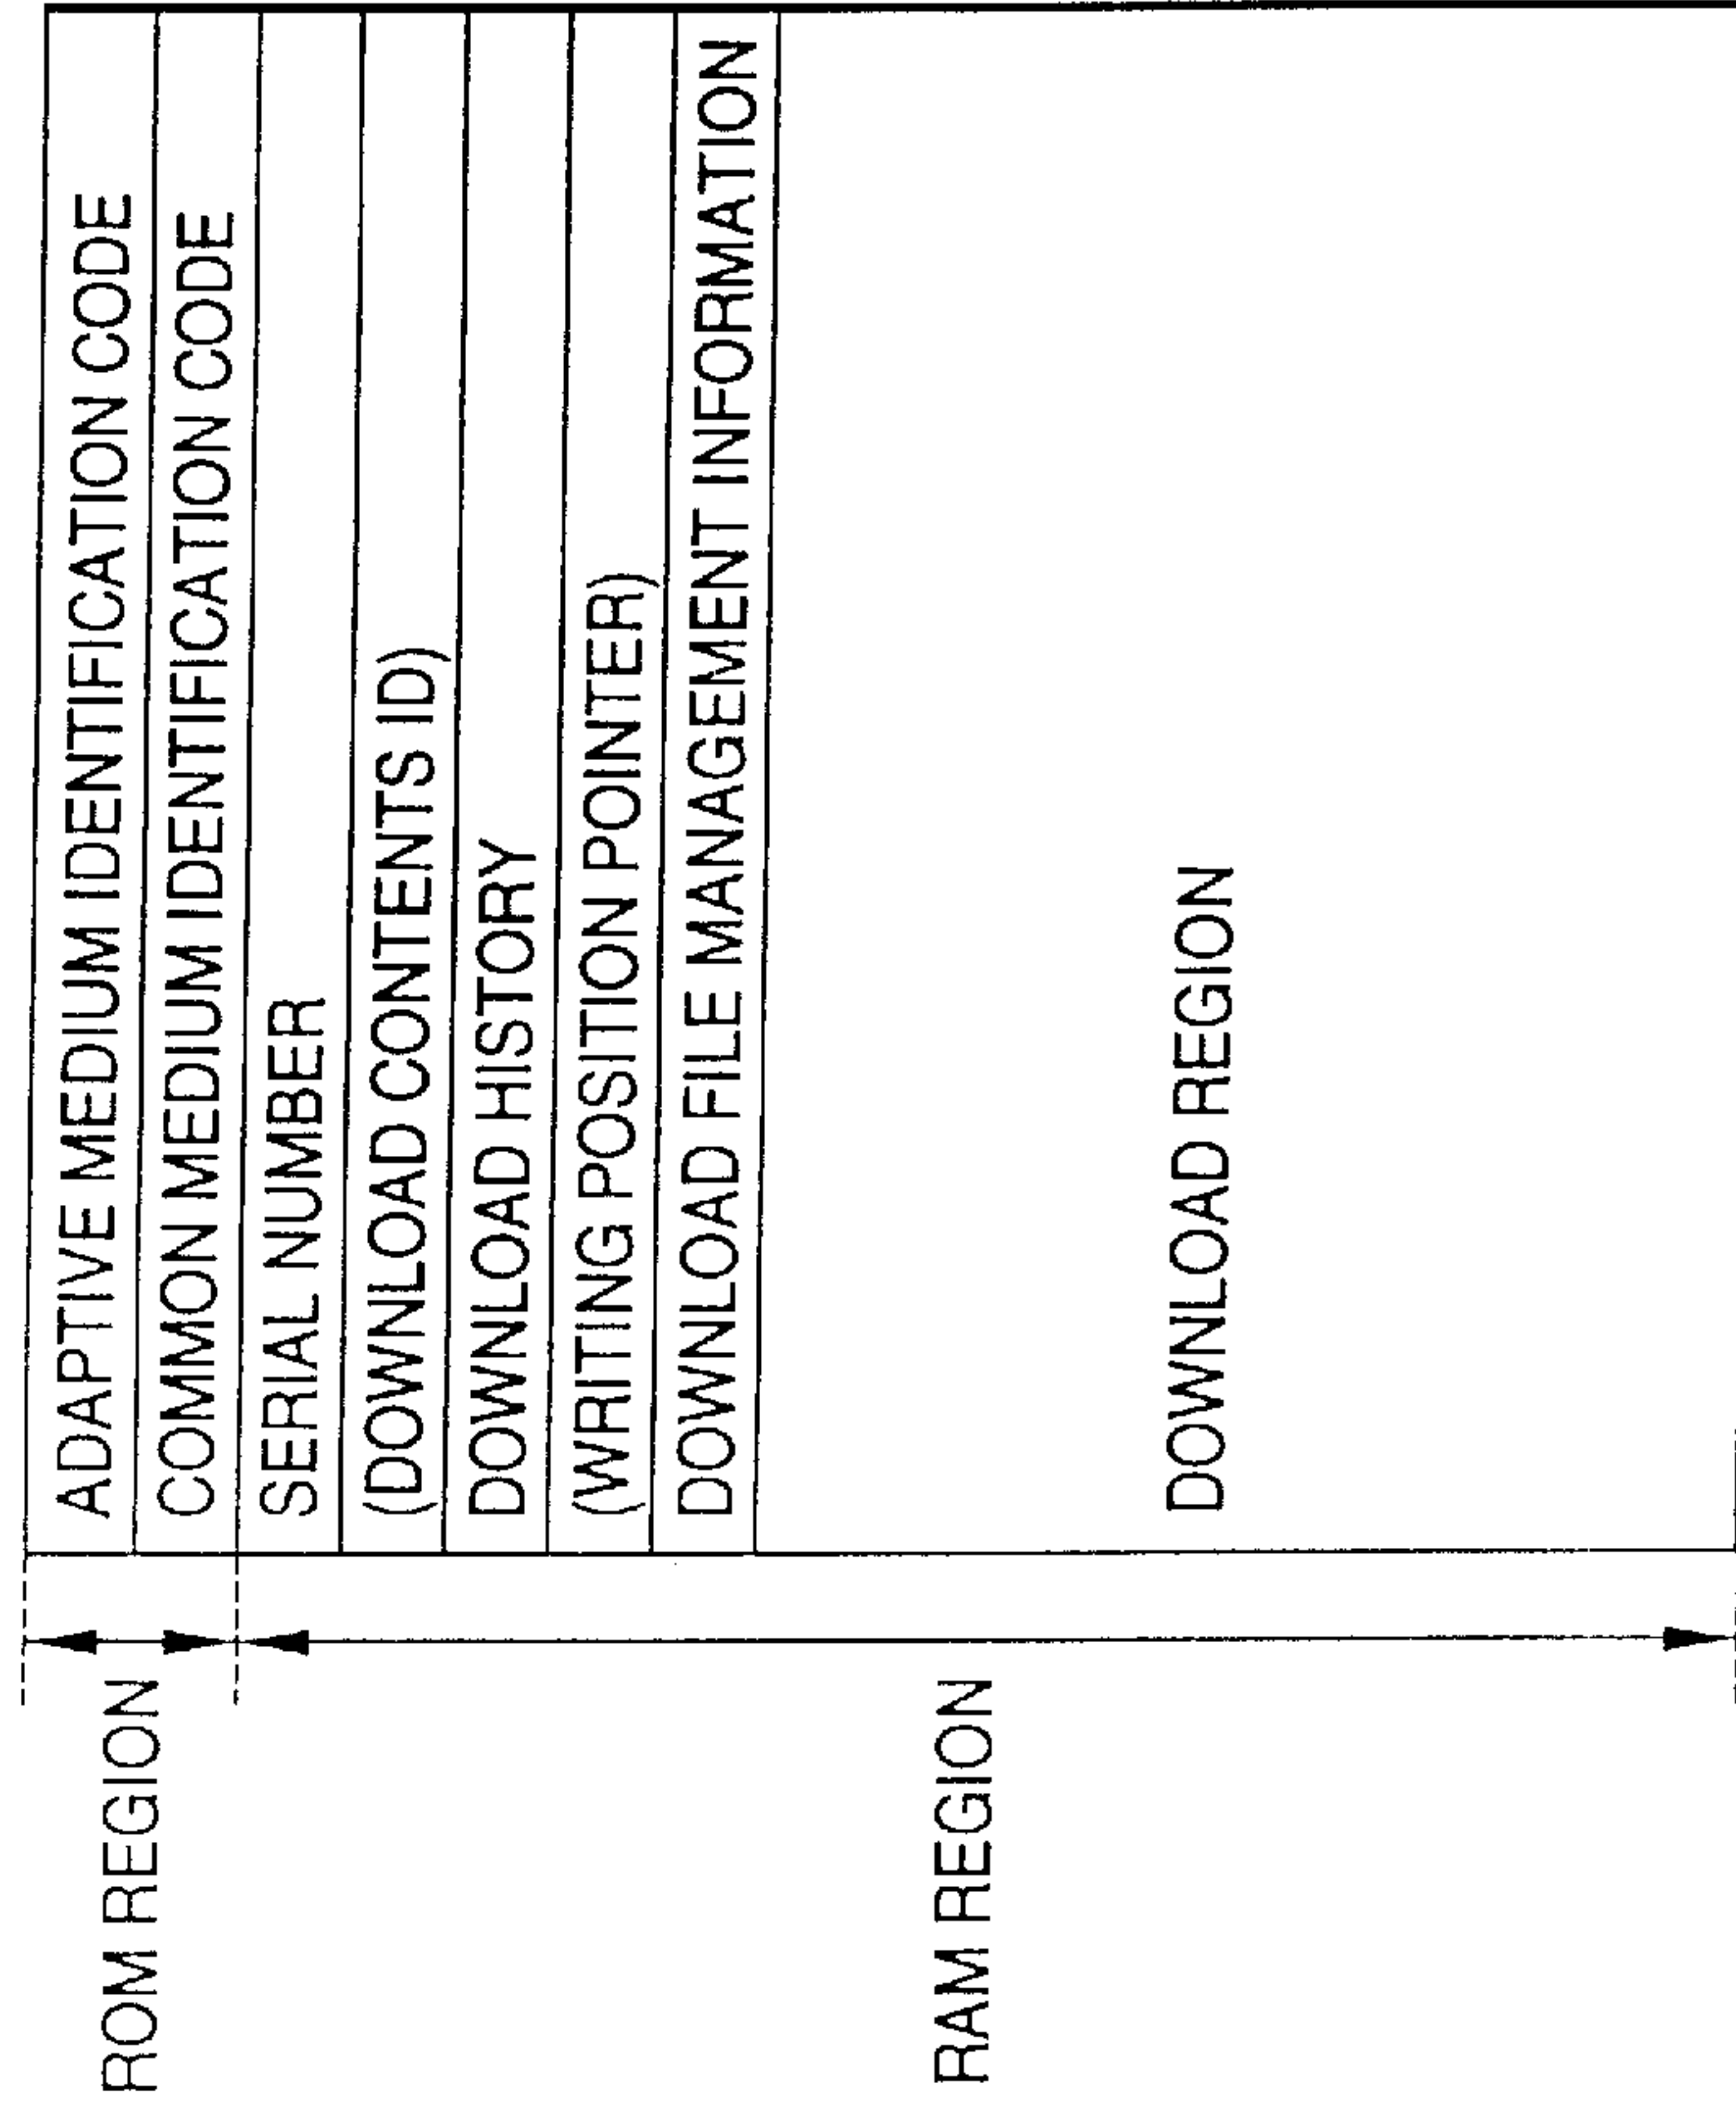 ROM REGION
ADAPTIVE MEDIUM IDENTIFICATION CODE
COMMON MEDIUM IDENTIFICATION CODE
RAM REGION
SERIAL NUMBER
(DOWNLOAD CONTENTS ID)
DOWNLOAD HISTORY
(WRITING POSITION POINTER)
DOWNLOAD FILE MANAGEMENT INFORMATION
DOWNLOAD REGION